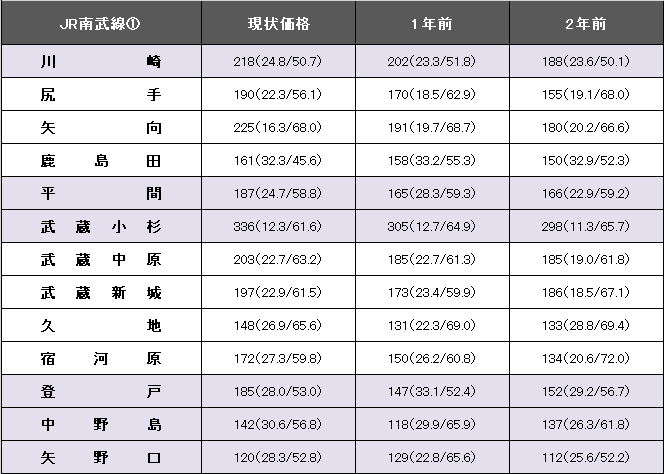 JR南武線① 現状価格 1年前 2年前
川崎 218(24.8/50.7) 202(23.3/51.8) 188(23.6/50.1)
尻手 190(22.3/56.1) 170(18.5/62.9) 155(19.1/68.0)
矢向 225(16.3/68.0) 191(19.7/68.7) 180(20.2/66.6)
鹿島田 161(32.3/45.6) 158(33.2/55.3) 150(32.9/52.3)
平間 187(24.7/58.8) 165(28.3/59.3) 166(22.9/59.2)
武蔵小杉 336(12.3/61.6) 305(12.7/64.9) 298(11.3/65.7)
武蔵中原 203(22.7/63.2) 185(22.7/61.3) 185(19.0/61.8)
武蔵新城 197(22.9/61.5) 173(23.4/59.9) 186(18.5/67.1)
久地 148(26.9/65.6) 131(22.3/69.0) 133(28.8/69.4)
宿河原 172(27.3/59.8) 150(26.2/60.8) 134(20.6/72.0)
登戸 185(28.0/53.0) 147(33.1/52.4) 152(29.2/56.7)
中野島 142(30.6/56.8) 118(29.9/65.9) 137(26.3/61.8)
矢野口 120(28.3/52.8) 129(22.8/65.6) 112(25.6/52.2)